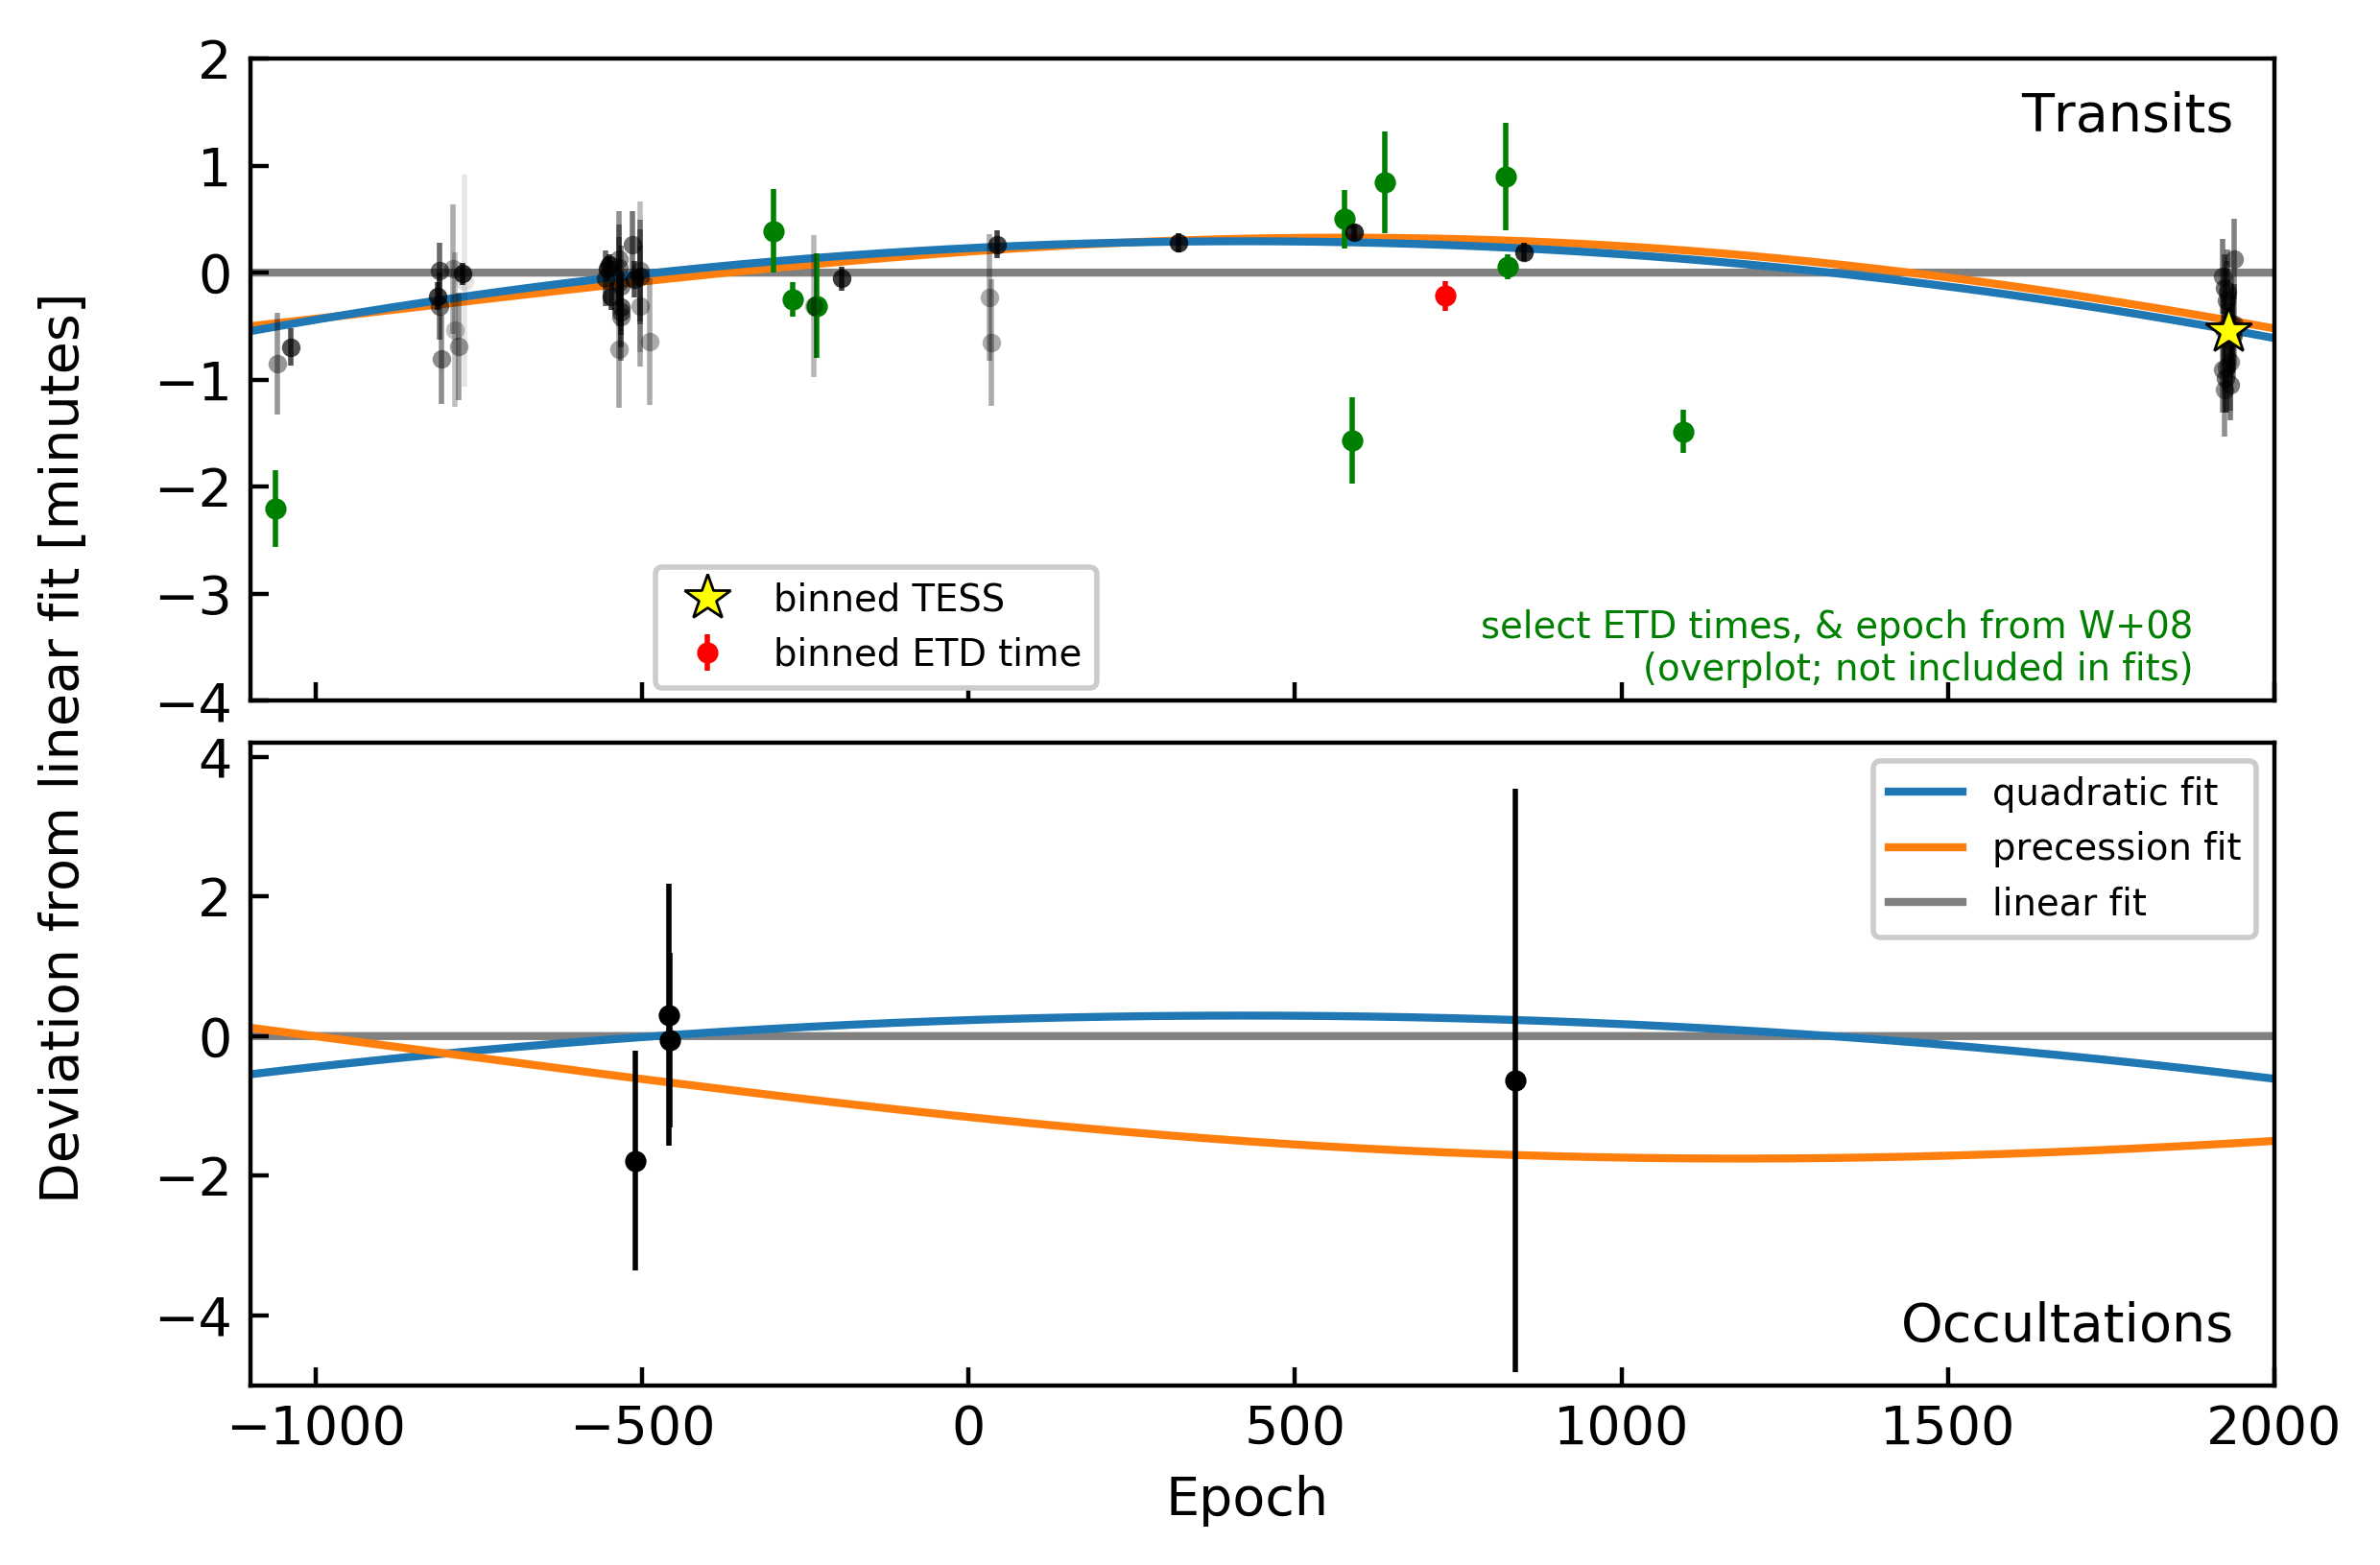 Deviation from linear fit [minutes]
2
1
0
−1
−2
−3
−4
Transits
binned TESS
binned ETD time
select ETD times, & epoch from W+08
(overplot; not included in fits)
4
2
0
−2
−4
quadratic fit
precession fit
linear fit
Occultations
−1000 −500 0 500 1000 1500 2000
Epoch